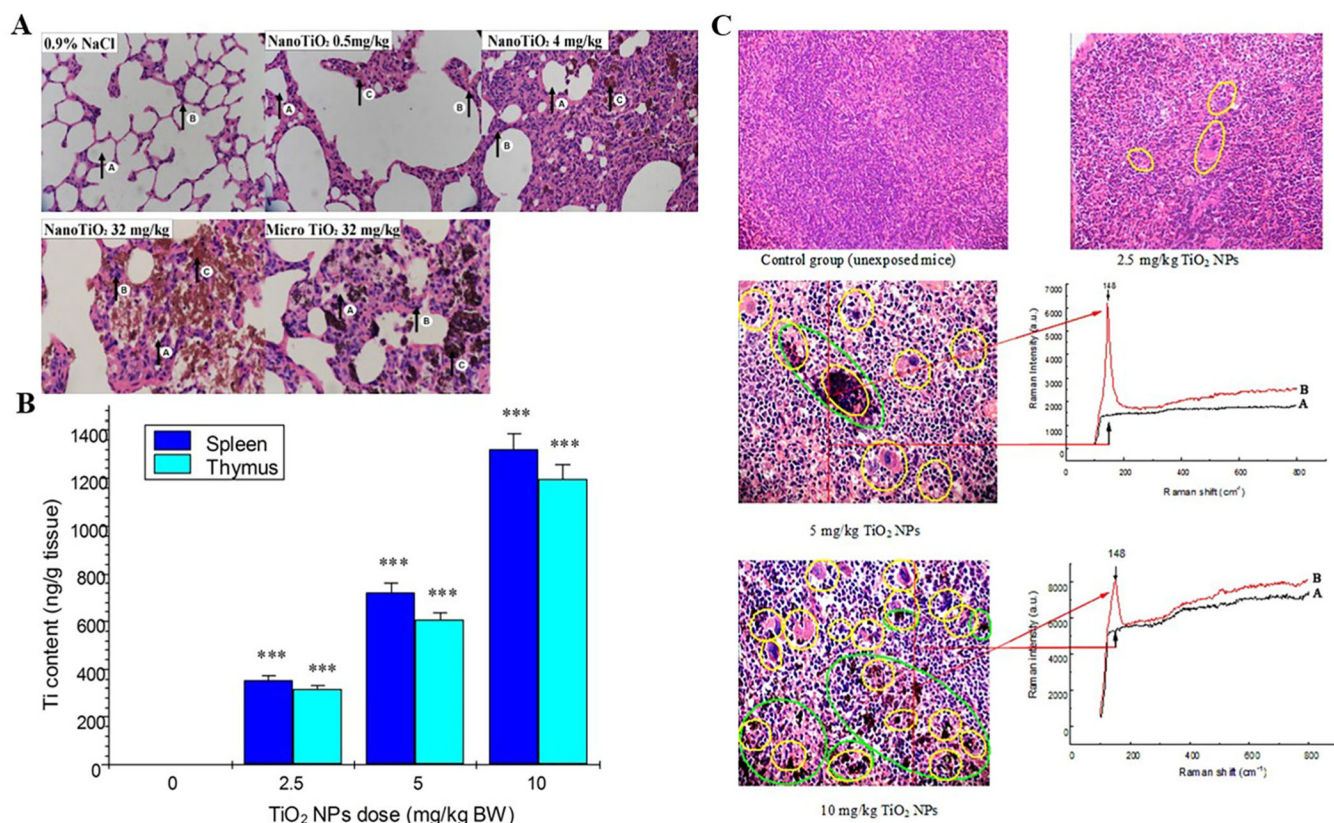 A
0.9% NaCl
NanoTiO₂ 0.5mg/kg
NanoTiO₂ 4 mg/kg
A
B
A
C
B
A
C
B
NanoTiO₂ 32 mg/kg
Micro TiO₂ 32 mg/kg
B
C
A
A
B
C
B
Ti content (ng/g tissue)
1400
1200
1000
800
600
400
200
0
Spleen
Thymus
***
***
***
***
***
***
0
2.5
5
10
TiO₂ NPs dose (mg/kg BW)
C
Control group (unexposed mice)
2.5 mg/kg TiO₂ NPs
5 mg/kg TiO₂ NPs
148
Raman Intensity (a.u.)
7000
6000
5000
4000
3000
2000
1000
0
B
A
0
200
400
600
800
Raman shift (cm⁻¹)
10 mg/kg TiO₂ NPs
148
Raman intensity (a.u.)
8000
6000
4000
2000
0
B
A
0
200
400
600
800
Raman shift (cm⁻¹)